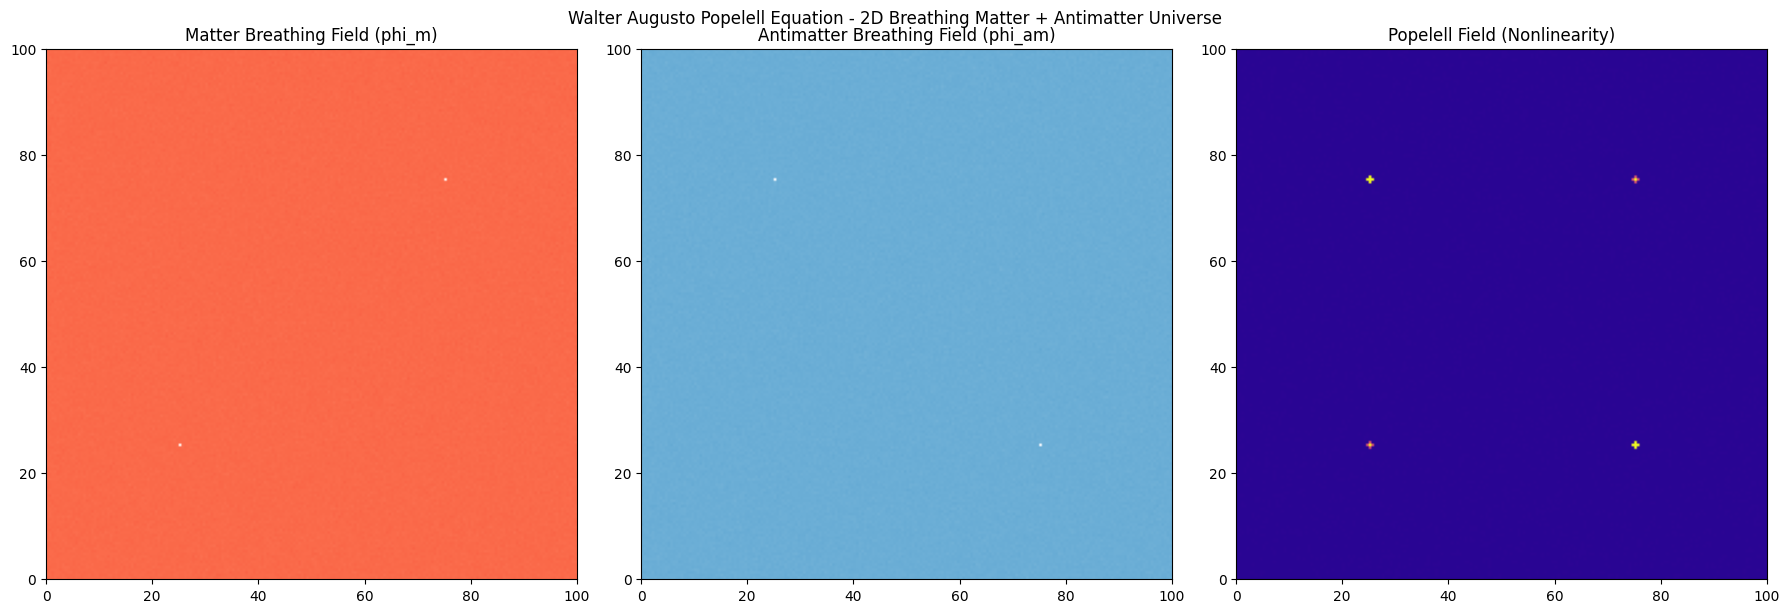 Walter Augusto Popelell Equation - 2D Breathing Matter + Antimatter Universe
Matter Breathing Field (phi_m)
100
80
60
40
20
0
0 20 40 60 80 100
Antimatter Breathing Field (phi_am)
100
80
60
40
20
0
0 20 40 60 80 100
Popelell Field (Nonlinearity)
100
80
60
40
20
0
0 20 40 60 80 100